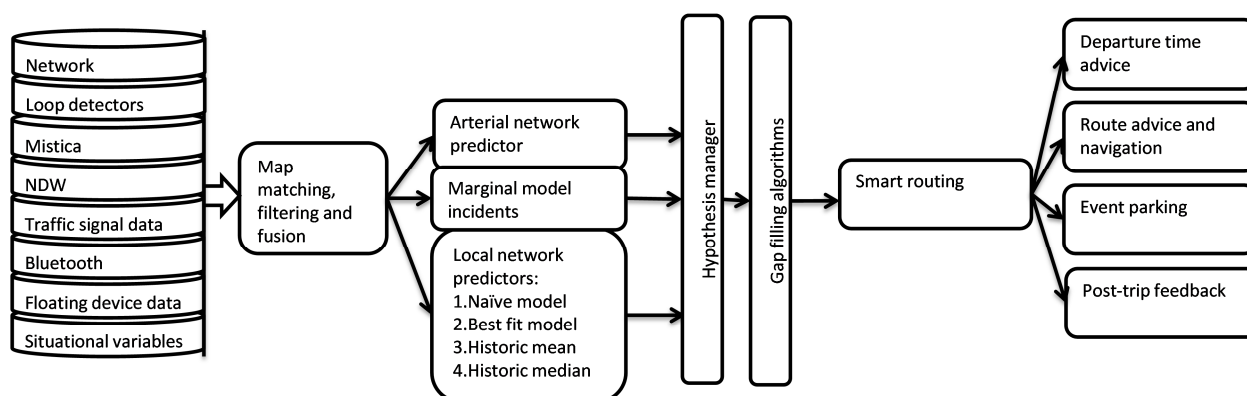 Network
Loop detectors
Mistica
NDW
Traffic signal data
Bluetooth
Floating device data
Situational variables
Map
matching,
filtering and
fusion
Arterial network
predictor
Marginal model
incidents
Local network
predictors:
1.Naïve model
2.Best fit model
3.Historic mean
4.Historic median
Hypothesis manager
Gap filling algorithms
Smart routing
Departure time
advice
Route advice and
navigation
Event parking
Post-trip feedback